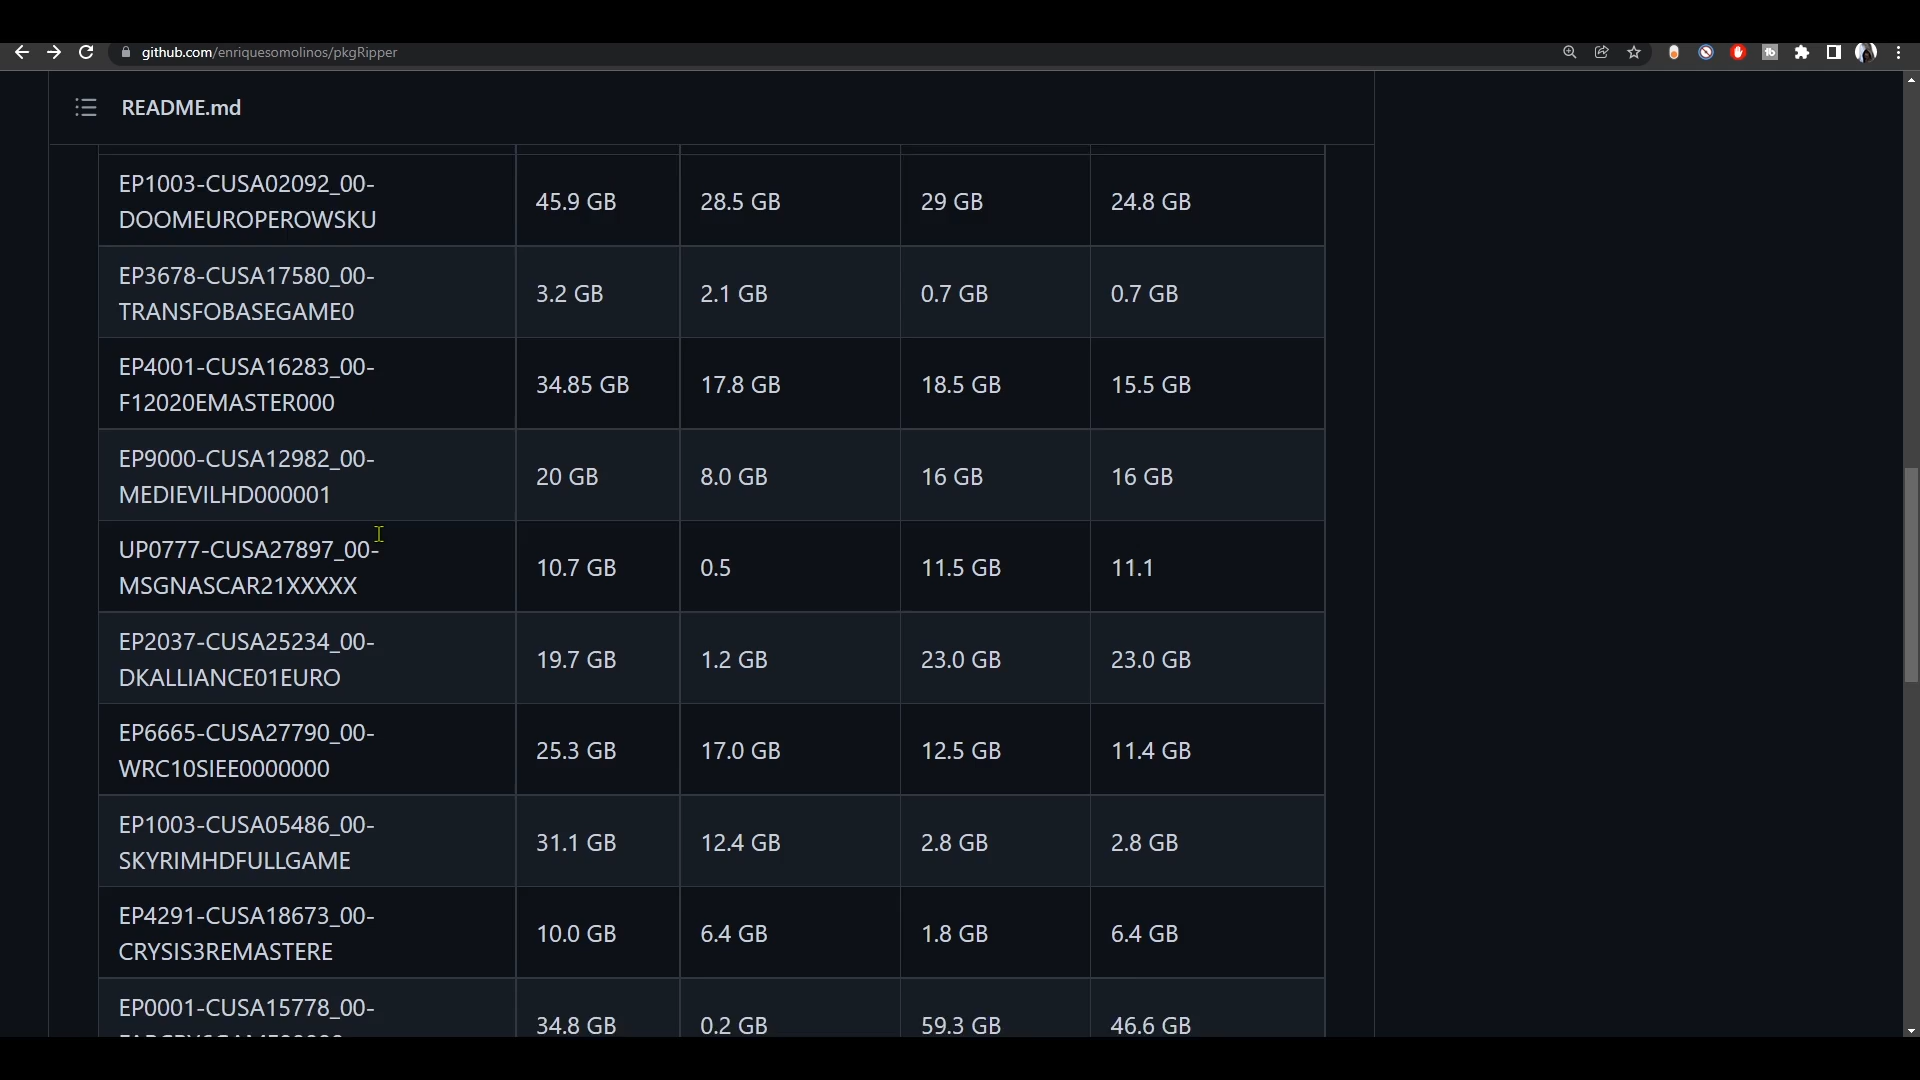 github.com/enriquesomolinos/pkgRipper
README.md
EP1003-CUSA02092_00-
DOOMEUROPEROWSKU
45.9 GB
28.5 GB
29 GB
24.8 GB
EP3678-CUSA17580_00-
TRANSFOBASEGAME0
3.2 GB
2.1 GB
0.7 GB
0.7 GB
EP4001-CUSA16283_00-
F12020EMASTER000
34.85 GB
17.8 GB
18.5 GB
15.5 GB
EP9000-CUSA12982_00-
MEDIEVILHD000001
20 GB
8.0 GB
16 GB
16 GB
UP0777-CUSA27897_00-
MSGNASCAR21XXXXX
10.7 GB
0.5
11.5 GB
11.1
EP2037-CUSA25234_00-
DKALLIANCE01EURO
19.7 GB
1.2 GB
23.0 GB
23.0 GB
EP6665-CUSA27790_00-
WRC10SIEE0000000
25.3 GB
17.0 GB
12.5 GB
11.4 GB
EP1003-CUSA05486_00-
SKYRIMHDFULLGAME
31.1 GB
12.4 GB
2.8 GB
2.8 GB
EP4291-CUSA18673_00-
CRYSIS3REMASTERE
10.0 GB
6.4 GB
1.8 GB
6.4 GB
EP0001-CUSA15778_00-
34.8 GB
0.2 GB
59.3 GB
46.6 GB